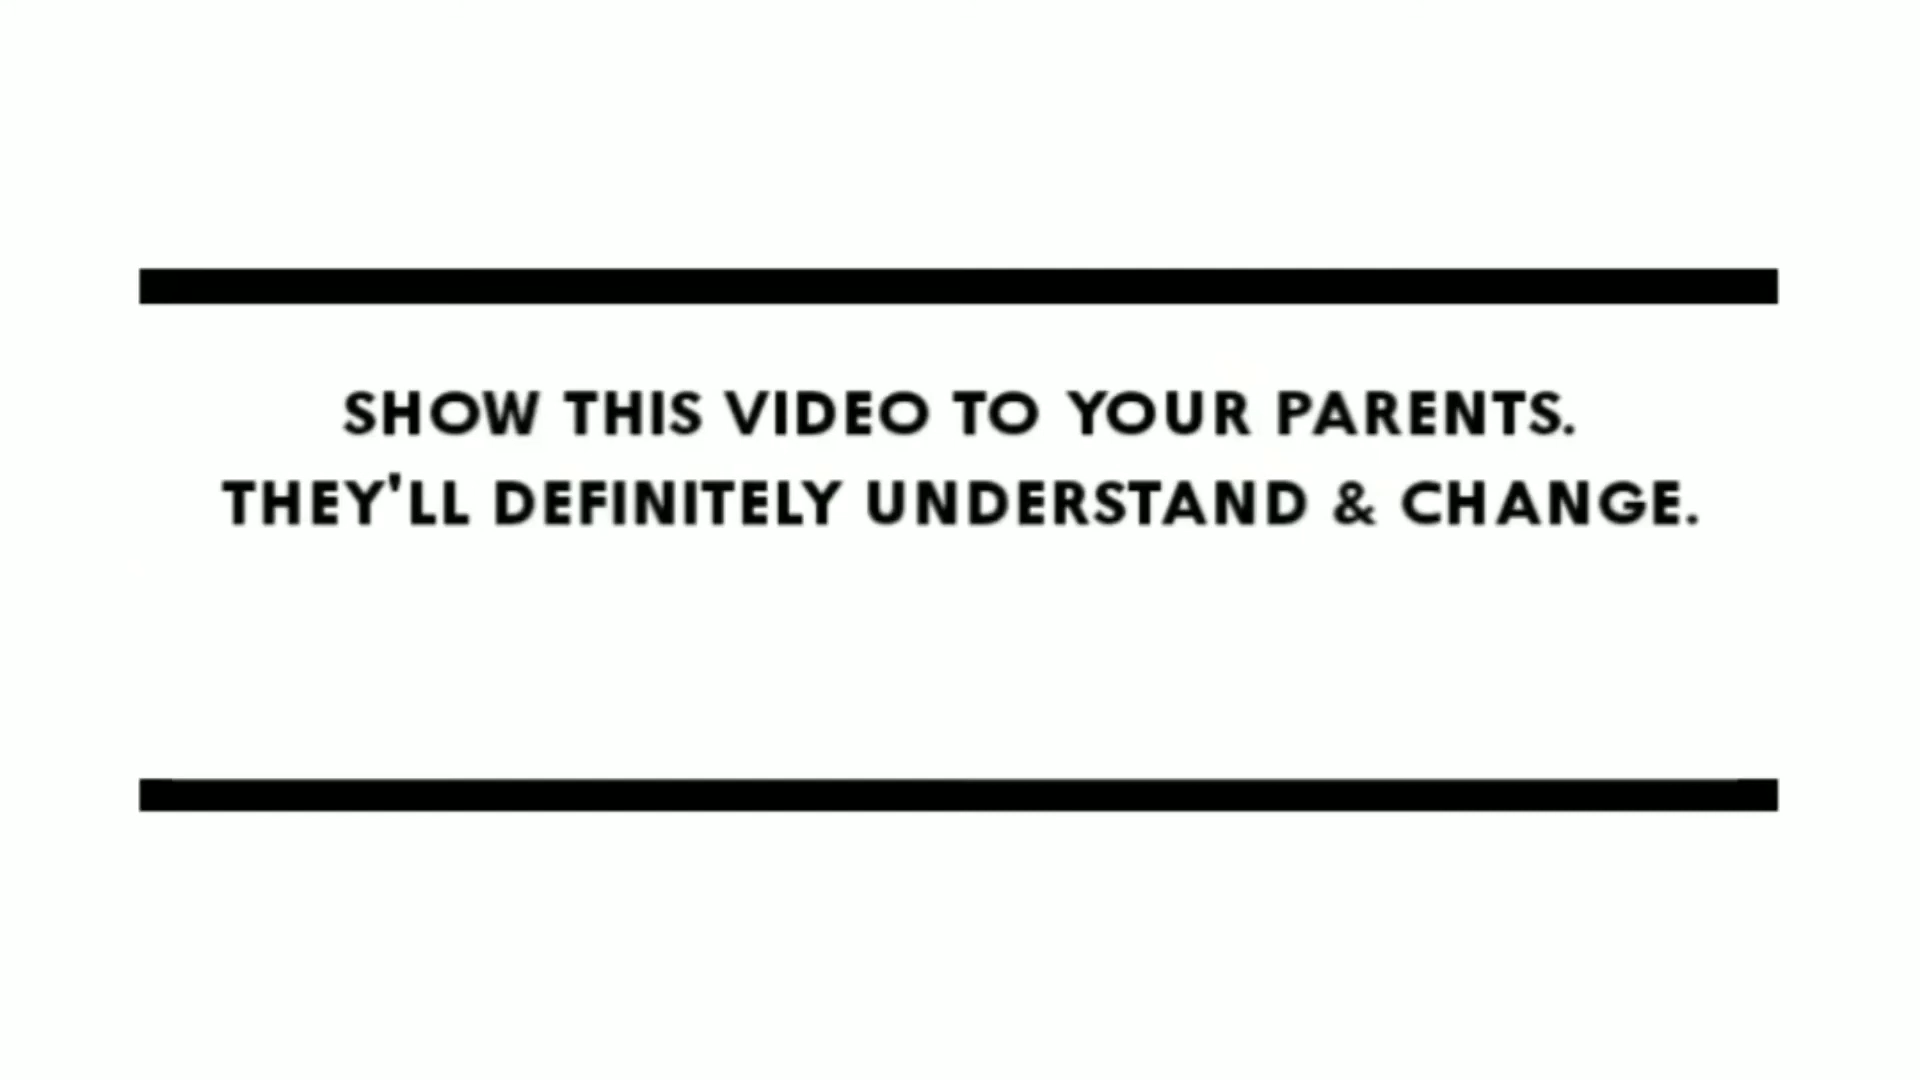 SHOW THIS VIDEO TO YOUR PARENTS.
THEY'LL DEFINITELY UNDERSTAND & CHANGE.